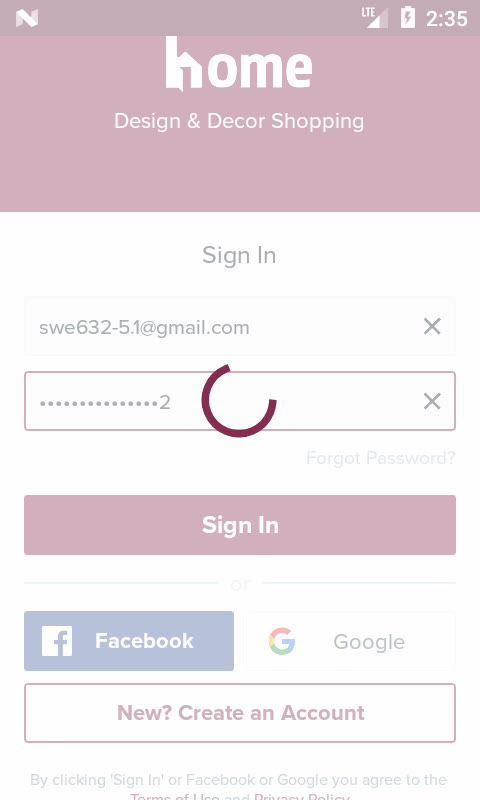 LTE 2:35
home
Design & Decor Shopping
Sign In
swe632-5.1@gmail.com
•••••••••••••••2
Forgot Password?
Sign In
or
Facebook
Google
New? Create an Account
By clicking 'Sign In' or Facebook or Google you agree to the
Terms of Use and Privacy Policy